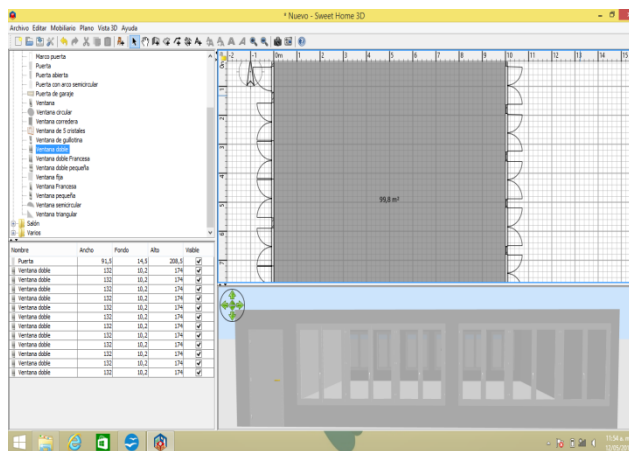 * Nuevo - Sweet Home 3D
Archivo Editar Mobiliario Plano Vista 3D Ayuda
Marco puerta
Puerta
Puerta abierta
Puerta con arco semicircular
Puerta de garaje
Ventana
Ventana circular
Ventana corredera
Ventana de 5 cristales
Ventana de guillotina
Ventana doble
Ventana doble Francesa
Ventana doble pequeña
Ventana fija
Ventana Francesa
Ventana pequeña
Ventana semicircular
Ventana triangular
Salón
Varios
-2 -1 0m 1 2 3 4 5 6 7 8 9 10 11 12 13 14 15
99,8 m²
Nombre Ancho Fondo Alto Visible
Puerta 91,5 14,5 208,5
Ventana doble 132 10,2 174
Ventana doble 132 10,2 174
Ventana doble 132 10,2 174
Ventana doble 132 10,2 174
Ventana doble 132 10,2 174
Ventana doble 132 10,2 174
Ventana doble 132 10,2 174
Ventana doble 132 10,2 174
Ventana doble 132 10,2 174
Ventana doble 132 10,2 174
Ventana doble 132 10,2 174
Ventana doble 132 10,2 174
11:54 a. m.